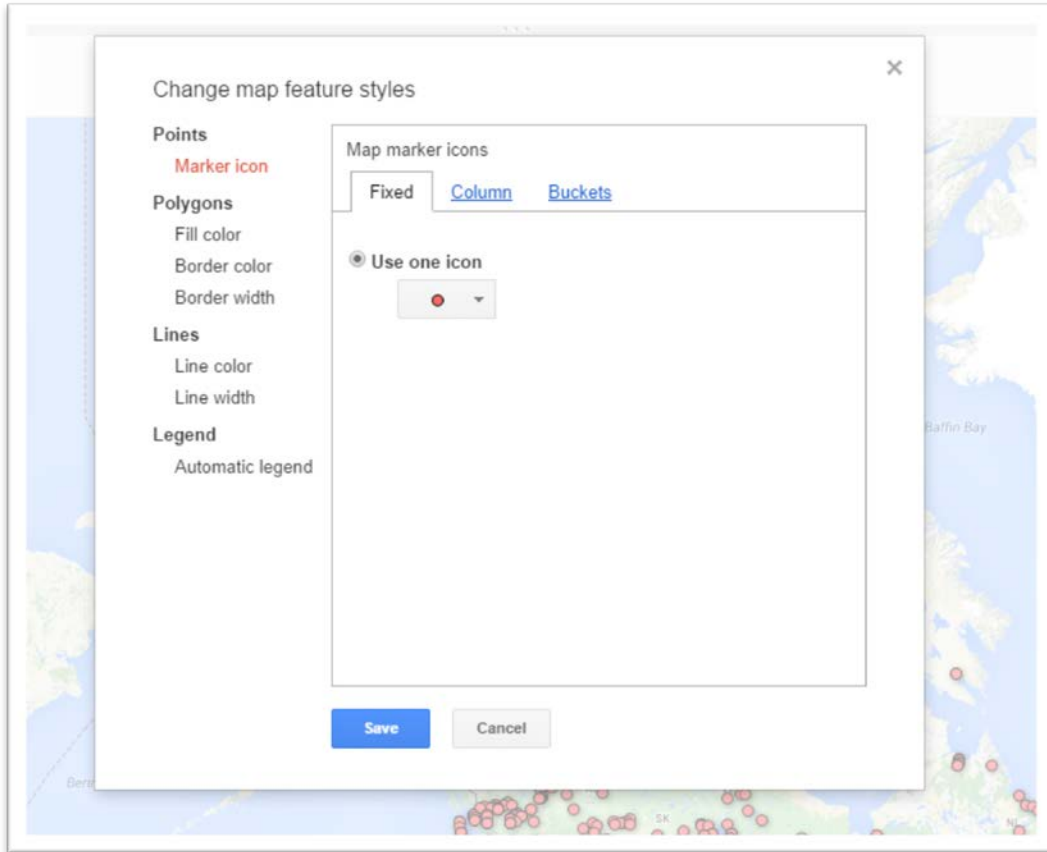 Change map feature styles
Points
Marker icon
Polygons
Fill color
Border color
Border width
Lines
Line color
Line width
Legend
Automatic legend
Map marker icons
Fixed Column Buckets
Use one icon
Save Cancel
Baffin Bay
SK